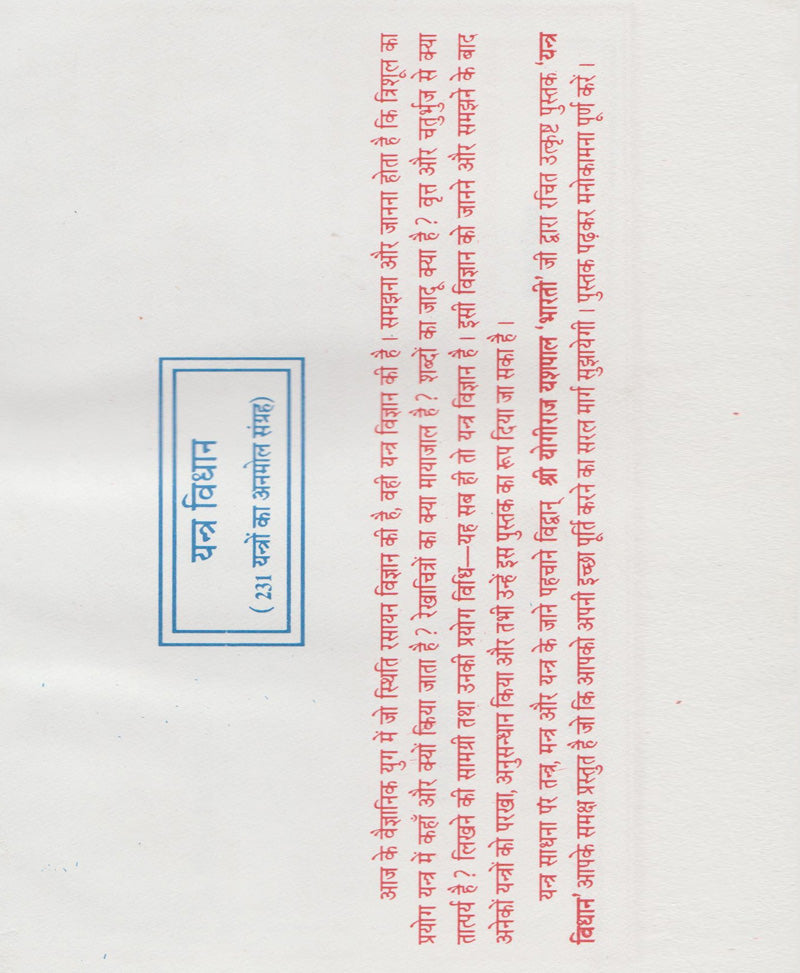 यन्त्र विधान
( 231 यन्त्रों का अनमोल संग्रह)
आज के वैज्ञानिक युग में जो स्थिति रसायन विज्ञान की है, वही यन्त्र विज्ञान की है। समझना और जानना होता है कि त्रिशूल का
प्रयोग यन्त्र में कहाँ और क्यों किया जाता है ? रेखाचित्रों का क्या मायाजाल है ? शब्दों का जादू क्या है ? वृत्त और चतुर्भुज से क्या
तात्पर्य है ? लिखने की सामग्री तथा उनकी प्रयोग विधि—यह सब ही तो यन्त्र विज्ञान है। इसी विज्ञान को जानने और समझने के बाद
अनेकों यन्त्रों को परखा, अनुसन्धान किया और तभी उन्हें इस पुस्तक का रूप दिया जा सका है।
यन्त्र साधना पर तन्त्र, मन्त्र और यन्त्र के जाने पहचाने विद्वान् श्री योगीराज यशपाल ‘भारती’ जी द्वारा रचित उत्कृष्ट पुस्तक ‘यन्त्र
विधान’ आपके समक्ष प्रस्तुत है जो कि आपको अपनी इच्छा पूर्ति करने का सरल मार्ग सुझायेगी। पुस्तक पढ़कर मनोकामना पूर्ण करें।